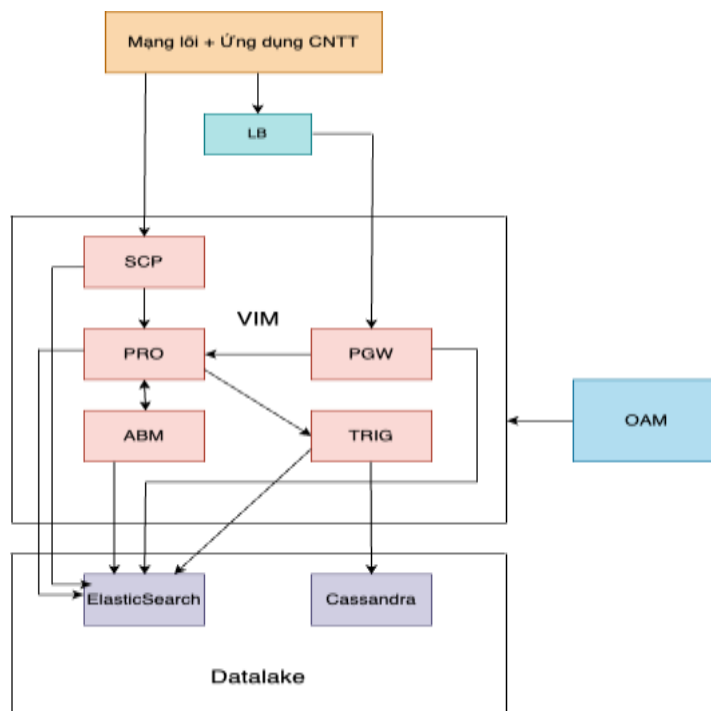 Mạng lõi + Ứng dụng CNTT
LB
SCP
VIM
PRO
PGW
ABM
TRIG
OAM
ElasticSearch
Cassandra
Datalake